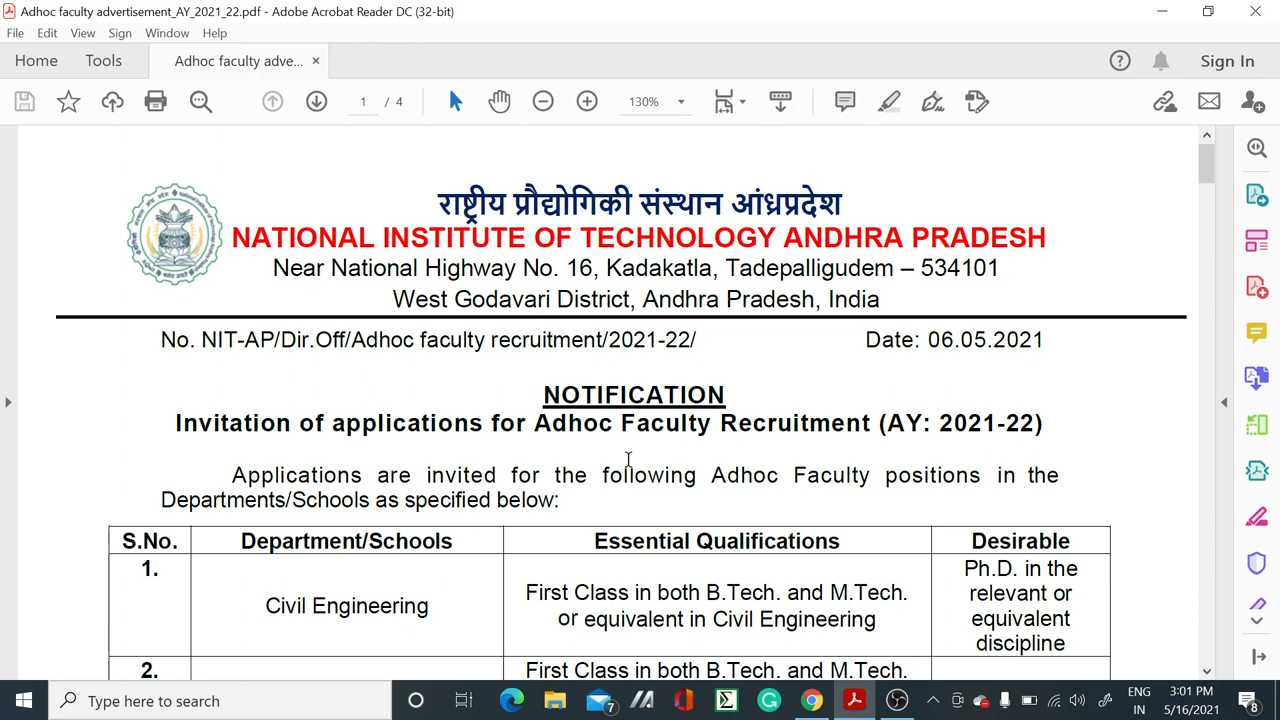 Adhoc faculty advertisement_AY_2021_22.pdf - Adobe Acrobat Reader DC (32-bit)
File Edit View Sign Window Help
Home Tools Adhoc faculty adve... × Sign In
1 / 4 130%
राष्ट्रीय प्रौद्योगिकी संस्थान आंध्रप्रदेश
NATIONAL INSTITUTE OF TECHNOLOGY ANDHRA PRADESH
Near National Highway No. 16, Kadakatla, Tadepalligudem – 534101
West Godavari District, Andhra Pradesh, India
No. NIT-AP/Dir.Off/Adhoc faculty recruitment/2021-22/ Date: 06.05.2021
NOTIFICATION
Invitation of applications for Adhoc Faculty Recruitment (AY: 2021-22)
Applications are invited for the following Adhoc Faculty positions in the
Departments/Schools as specified below:
S.No. Department/Schools Essential Qualifications Desirable
1. Civil Engineering
First Class in both B.Tech. and M.Tech.
or equivalent in Civil Engineering
Ph.D. in the
relevant or
equivalent
discipline
2. First Class in both B.Tech. and M.Tech.
Type here to search
7
ENG
IN
3:01 PM
5/16/2021
8